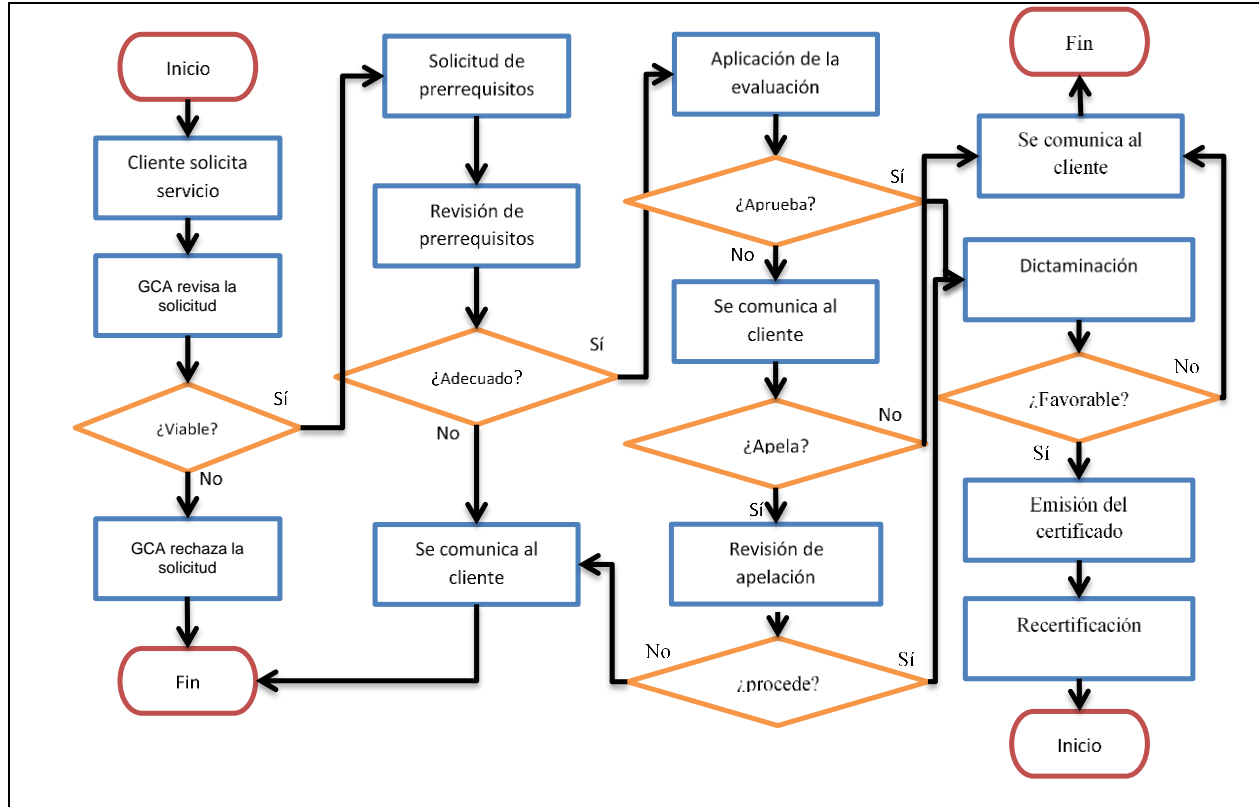 Inicio
Cliente solicita
servicio
GCA revisa la
solicitud
¿Viable?
Sí
No
GCA rechaza la
solicitud
Fin
Solicitud de
prerrequisitos
Revisión de
prerrequisitos
¿Adecuado?
Sí
No
Se comunica al
cliente
Aplicación de la
evaluación
¿Aprueba?
Sí
No
Se comunica al
cliente
¿Apela?
No
Sí
Revisión de
apelación
¿procede?
No
Sí
Fin
Se comunica al
cliente
Dictaminación
¿Favorable?
No
Sí
Emisión del
certificado
Recertificación
Inicio